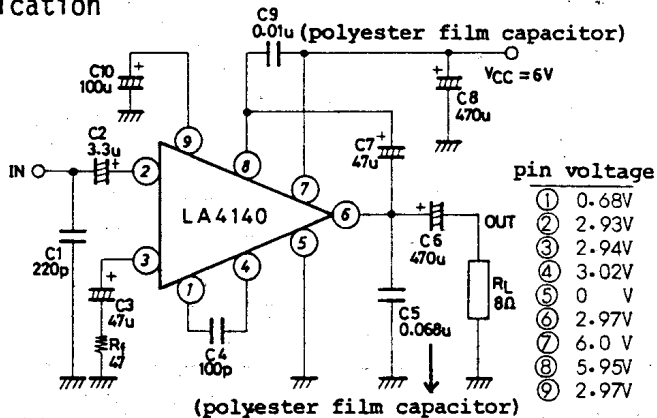 ication
C9
0.01u (polyester film capacitor)
C10
100u
VCC = 6V
C8
470u
C2
3.3u
C7
47u
IN
LA4140
9
8
7
2
6
3
5
4
1
OUT
C6
470u
C1
220p
C3
47u
Rf
47
C4
100p
C5
0.068u
RL
8Ω
(polyester film capacitor)
pin voltage
① 0.68V
② 2.93V
③ 2.94V
④ 3.02V
⑤ 0 V
⑥ 2.97V
⑦ 6.0 V
⑧ 5.95V
⑨ 2.97V